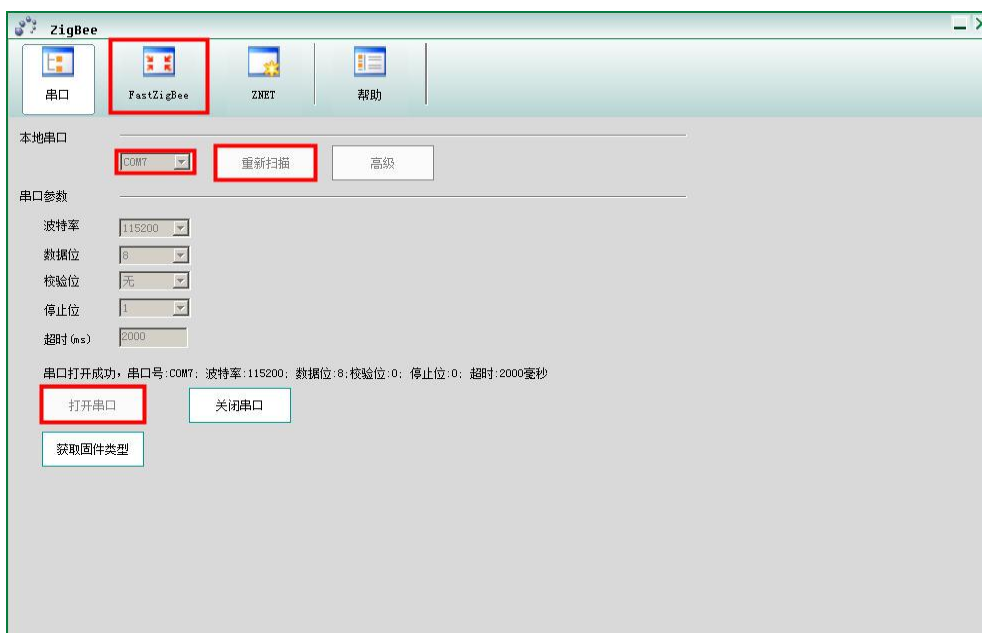 ZigBee
串口 FastZigBee ZNET 帮助
本地串口
COM7 重新扫描 高级
串口参数
波特率 115200
数据位 8
校验位 无
停止位 1
超时(ms) 2000
串口打开成功，串口号:COM7; 波特率:115200; 数据位:8;校验位:0; 停止位:0; 超时:2000毫秒
打开串口 关闭串口
获取固件类型